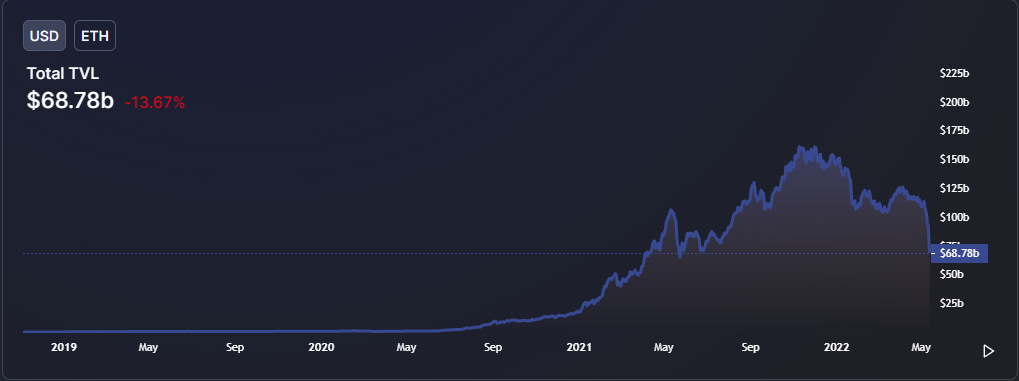 USD ETH
Total TVL
$68.78b -13.67%
$225b
$200b
$175b
$150b
$125b
$100b
$68.78b
$50b
$25b
2019 May Sep 2020 May Sep 2021 May Sep 2022 May